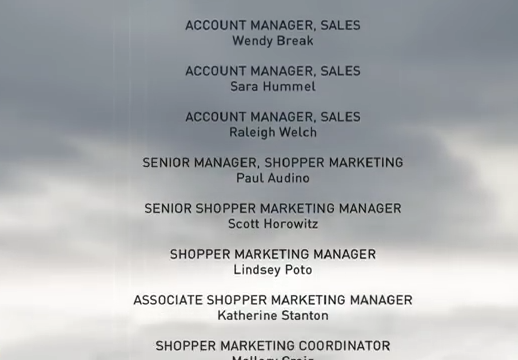 ACCOUNT MANAGER, SALES
Wendy Break
ACCOUNT MANAGER, SALES
Sara Hummel
ACCOUNT MANAGER, SALES
Raleigh Welch
SENIOR MANAGER, SHOPPER MARKETING
Paul Audino
SENIOR SHOPPER MARKETING MANAGER
Scott Horowitz
SHOPPER MARKETING MANAGER
Lindsey Poto
ASSOCIATE SHOPPER MARKETING MANAGER
Katherine Stanton
SHOPPER MARKETING COORDINATOR